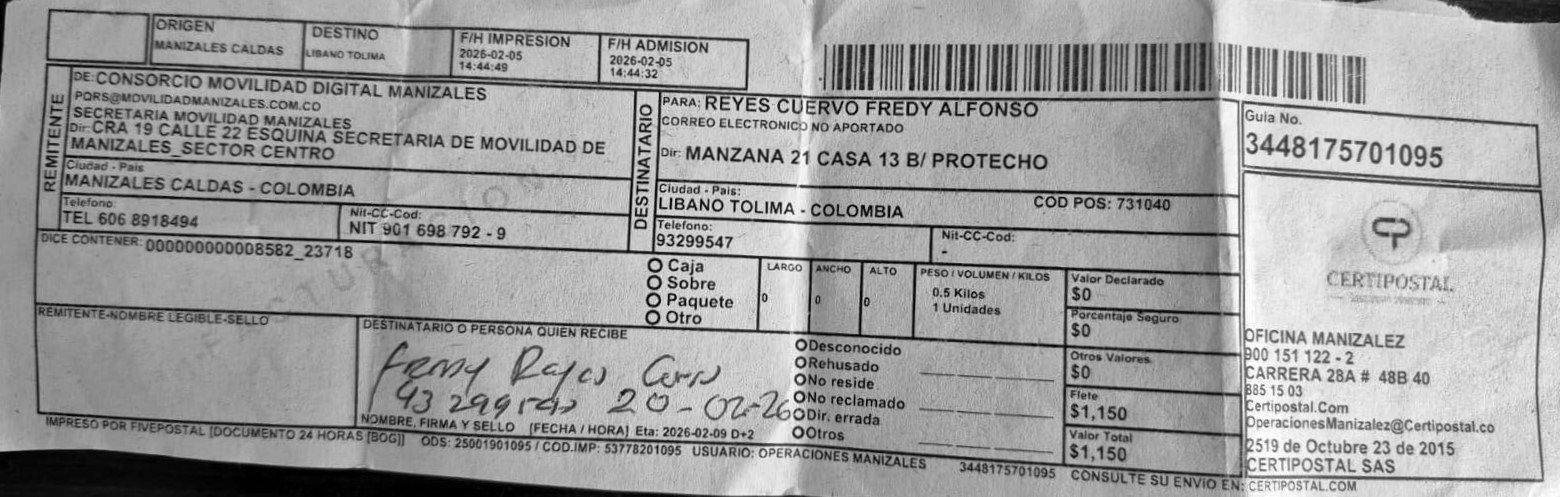 ORIGEN
MANIZALES CALDAS
DESTINO
LIBANO TOLIMA
F/H IMPRESION
2026-02-05
14:44:49
F/H ADMISION
2026-02-05
14:44:32
REMITENTE
DE: CONSORCIO MOVILIDAD DIGITAL MANIZALES
PQRS@MOVILIDADMANIZALES.COM.CO
SECRETARIA MOVILIDAD MANIZALES
Dir: CRA 19 CALLE 22 ESQUINA SECRETARIA DE MOVILIDAD DE
MANIZALES_SECTOR CENTRO
Ciudad - Pais
MANIZALES CALDAS - COLOMBIA
Telefono:
TEL 606 8918494
Nit-CC-Cod:
NIT 901 698 792 - 9
DESTINATARIO
PARA: REYES CUERVO FREDY ALFONSO
CORREO ELECTRONICO NO APORTADO
Dir: MANZANA 21 CASA 13 B/ PROTECHO
Ciudad - Pais:
LIBANO TOLIMA - COLOMBIA COD POS: 731040
Telefono:
93299547
Nit-CC-Cod:
-
Guia No.
3448175701095
DICE CONTENER: 000000000008582_23718
Caja
Sobre
Paquete
Otro
LARGO
0
ANCHO
0
ALTO
0
PESO / VOLUMEN / KILOS
0.5 Kilos
1 Unidades
Valor Declarado
$0
Porcentaje Seguro
$0
Otros Valores
$0
Flete
$1,150
Valor Total
$1,150
REMITENTE-NOMBRE LEGIBLE-SELLO
DESTINATARIO O PERSONA QUIEN RECIBE
20-02-26
NOMBRE, FIRMA Y SELLO [FECHA / HORA] Eta: 2026-02-09 D+2
Desconocido
Rehusado
No reside
No reclamado
Dir. errada
Otros
CERTIPOSTAL
OFICINA MANIZALEZ
900 151 122 - 2
CARRERA 28A # 48B 40
885 15 03
Certipostal.Com
OperacionesManizalez@Certipostal.co
2519 de Octubre 23 de 2015
CERTIPOSTAL SAS
IMPRESO POR FIVEPOSTAL [DOCUMENTO 24 HORAS [BOG]] ODS: 25001901095 / COD.IMP: 53778201095 USUARIO: OPERACIONES MANIZALES 3448175701095 CONSULTE SU ENVIO EN: CERTIPOSTAL.COM